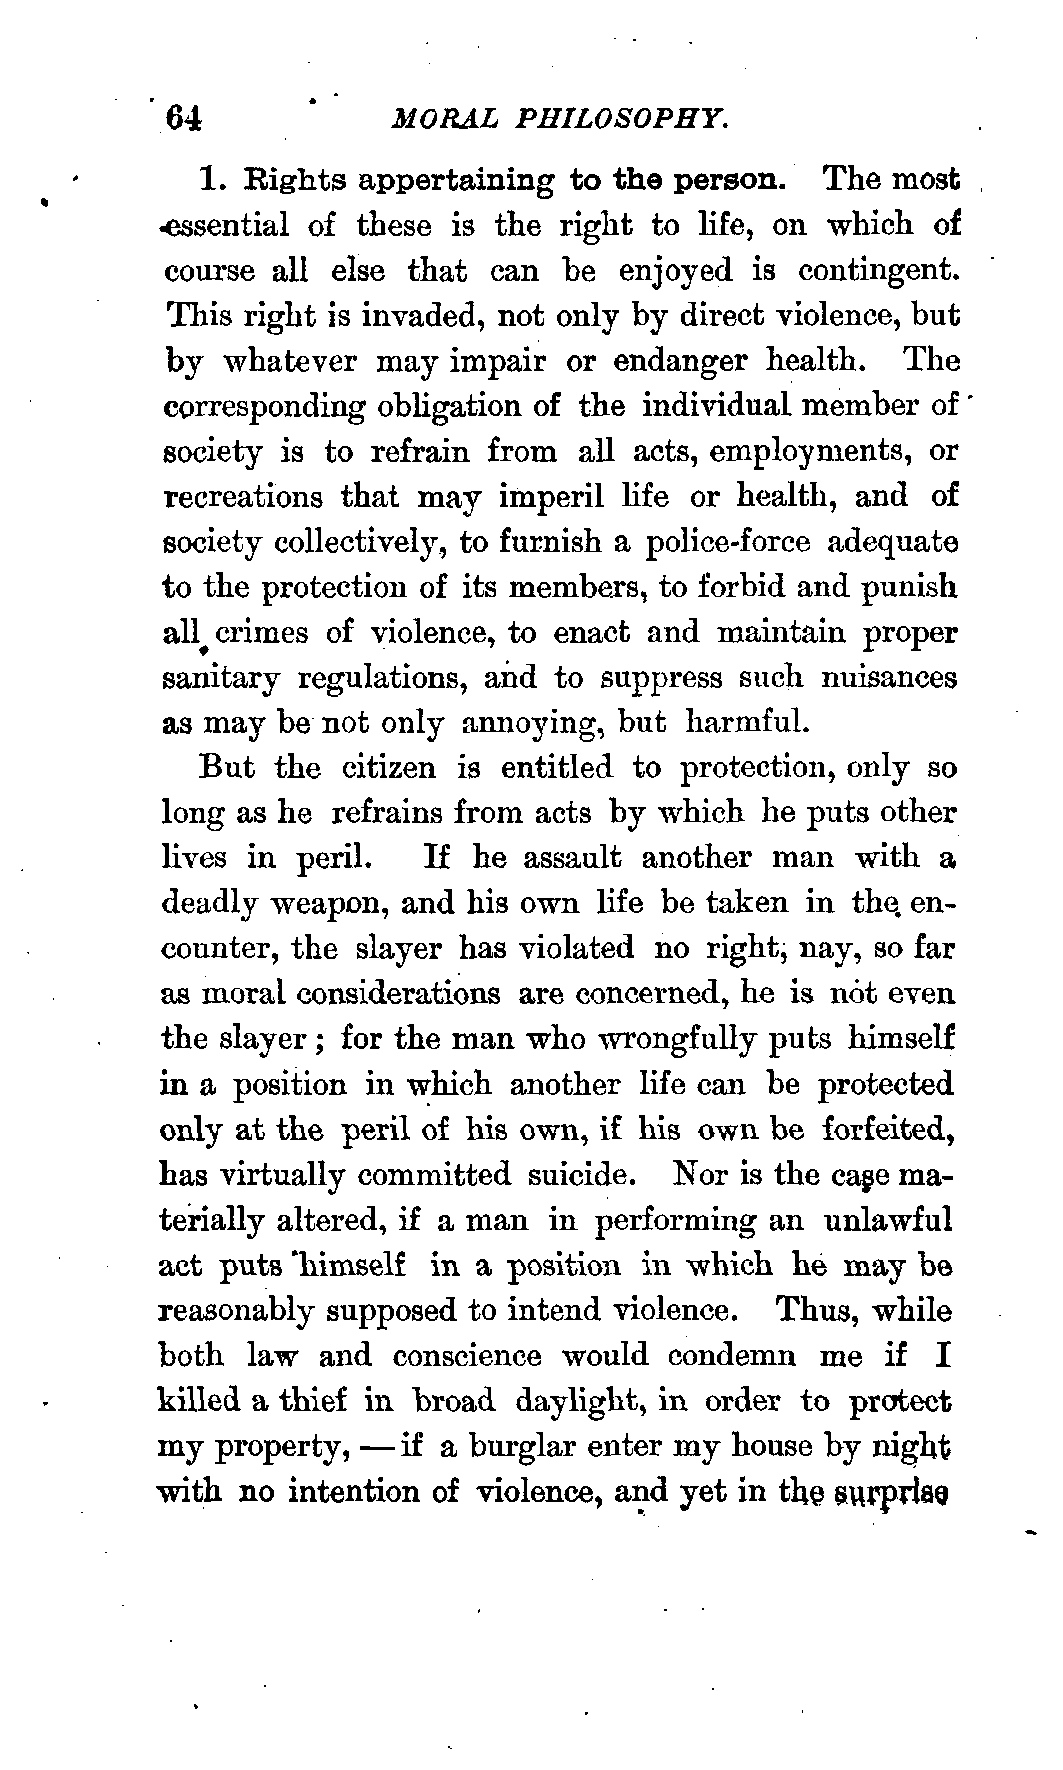 64 MORAL PHILOSOPHY.
1. Rights appertaining to the person. The most
essential of these is the right to life, on which of
course all else that can be enjoyed is contingent.
This right is invaded, not only by direct violence, but
by whatever may impair or endanger health. The
corresponding obligation of the individual member of
society is to refrain from all acts, employments, or
recreations that may imperil life or health, and of
society collectively, to furnish a police-force adequate
to the protection of its members, to forbid and punish
all crimes of violence, to enact and maintain proper
sanitary regulations, and to suppress such nuisances
as may be not only annoying, but harmful.
But the citizen is entitled to protection, only so
long as he refrains from acts by which he puts other
lives in peril. If he assault another man with a
deadly weapon, and his own life be taken in the en-
counter, the slayer has violated no right; nay, so far
as moral considerations are concerned, he is not even
the slayer; for the man who wrongfully puts himself
in a position in which another life can be protected
only at the peril of his own, if his own be forfeited,
has virtually committed suicide. Nor is the case ma-
terially altered, if a man in performing an unlawful
act puts himself in a position in which he may be
reasonably supposed to intend violence. Thus, while
both law and conscience would condemn me if I
killed a thief in broad daylight, in order to protect
my property, — if a burglar enter my house by night
with no intention of violence, and yet in the surprise